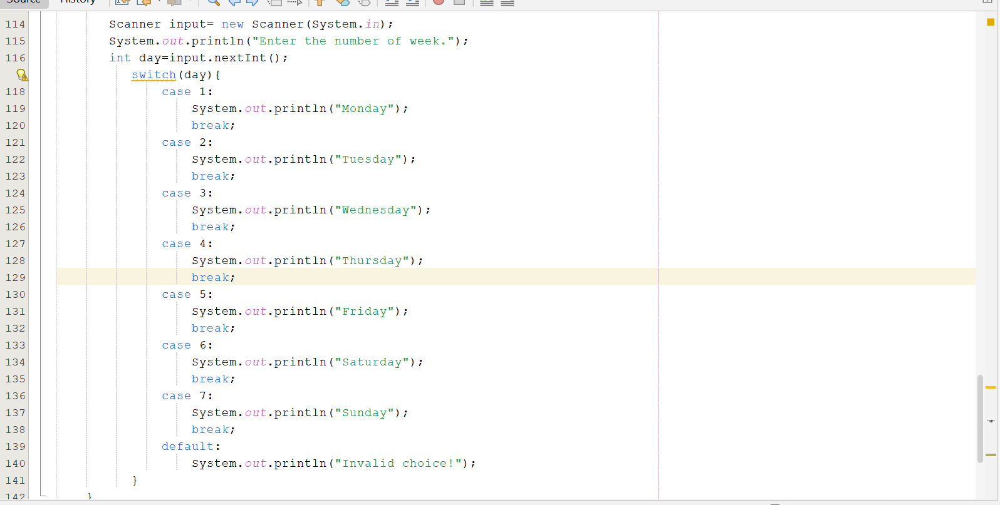 Source History
114 Scanner input= new Scanner(System.in);
115 System.out.println("Enter the number of week.");
116 int day=input.nextInt();
switch(day){
118 case 1:
119 System.out.println("Monday");
120 break;
121 case 2:
122 System.out.println("Tuesday");
123 break;
124 case 3:
125 System.out.println("Wednesday");
126 break;
127 case 4:
128 System.out.println("Thursday");
129 break;
130 case 5:
131 System.out.println("Friday");
132 break;
133 case 6:
134 System.out.println("Saturday");
135 break;
136 case 7:
137 System.out.println("Sunday");
138 break;
139 default:
140 System.out.println("Invalid choice!");
141 }
142 }